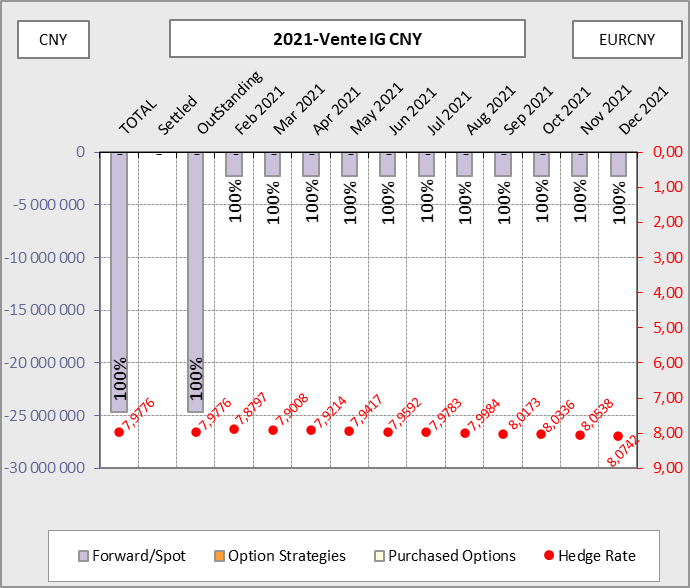 CNY
2021-Vente IG CNY
EURCNY
TOTAL
Settled
OutStanding
Feb 2021
Mar 2021
Apr 2021
May 2021
Jun 2021
Jul 2021
Aug 2021
Sep 2021
Oct 2021
Nov 2021
Dec 2021
0
-5 000 000
-10 000 000
-15 000 000
-20 000 000
-25 000 000
-30 000 000
0,00
1,00
2,00
3,00
4,00
5,00
6,00
7,00
8,00
9,00
100%
100%
100%
100%
100%
100%
100%
100%
100%
100%
100%
100%
100%
7,9776
7,9776
7,8797
7,9008
7,9214
7,9417
7,9592
7,9783
7,9984
8,0173
8,0336
8,0538
8,0742
Forward/Spot
Option Strategies
Purchased Options
Hedge Rate